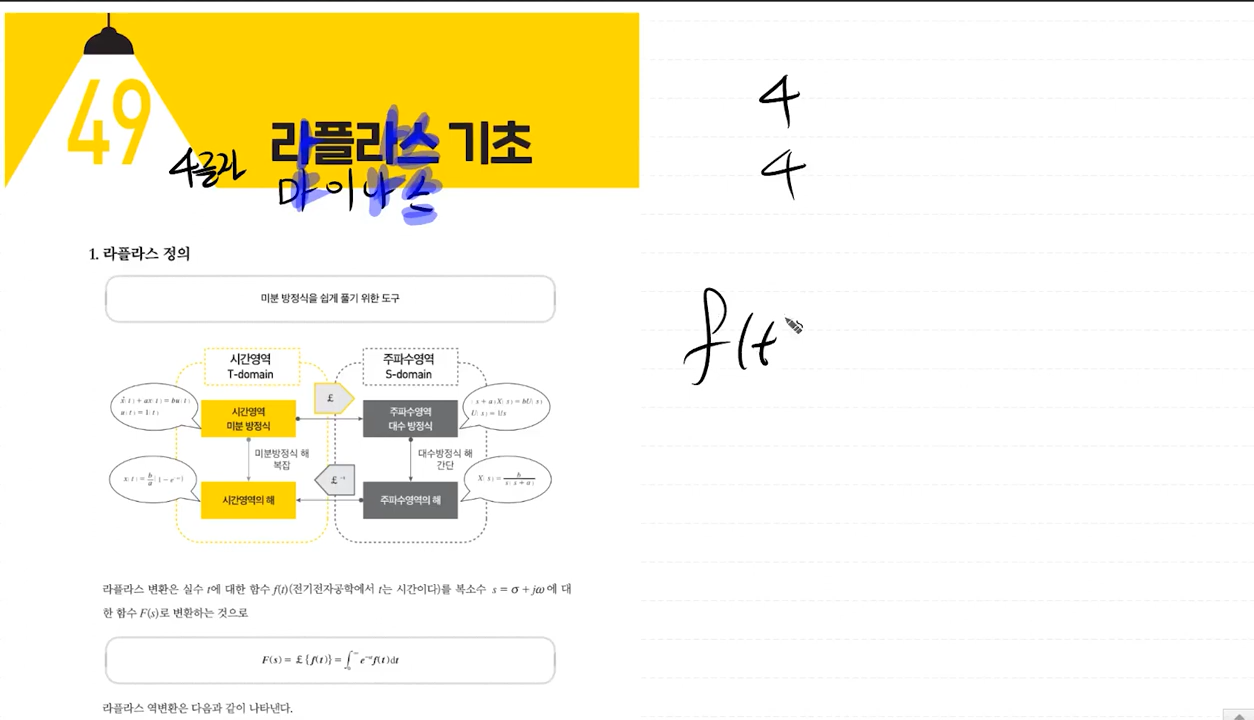 49
라플라스 기초
4글자
마이나스
1. 라플라스 정의
미분 방정식을 쉽게 풀기 위한 도구
시간영역
T-domain
주파수영역
S-domain
£
시간영역
미분 방정식
주파수영역
대수 방정식
미분방정식 해
복잡
대수방정식 해
간단
£⁻¹
시간영역의 해
주파수영역의 해
라플라스 변환은 실수 t에 대한 함수 f(t)(전기전자공학에서 t는 시간이다)를 복소수 s = σ + jω에 대
한 함수 F(s)로 변환하는 것으로
F(s) = £{f(t)} = ∫₀^∞ e⁻ˢᵗf(t)dt
라플라스 역변환은 다음과 같이 나타낸다.
4
4
f(t